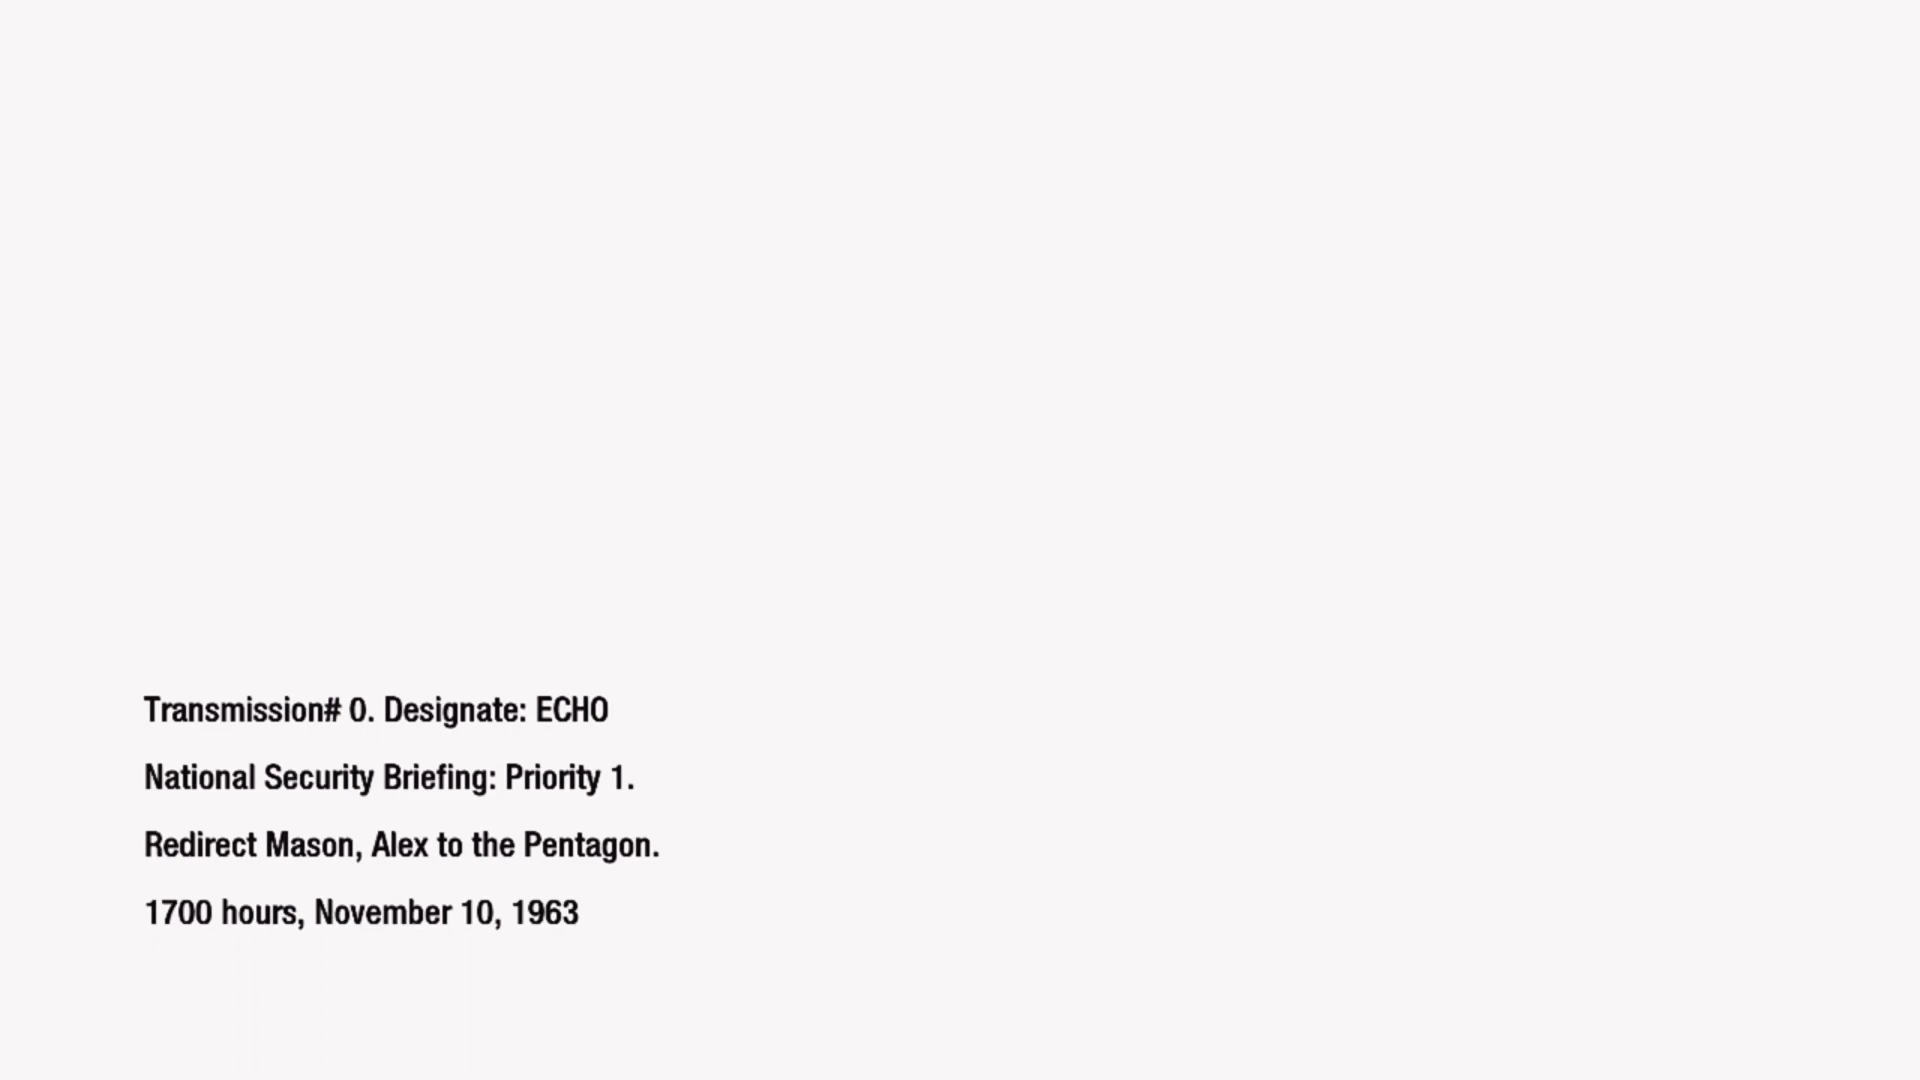 Transmission# 0. Designate: ECHO
National Security Briefing: Priority 1.
Redirect Mason, Alex to the Pentagon.
1700 hours, November 10, 1963